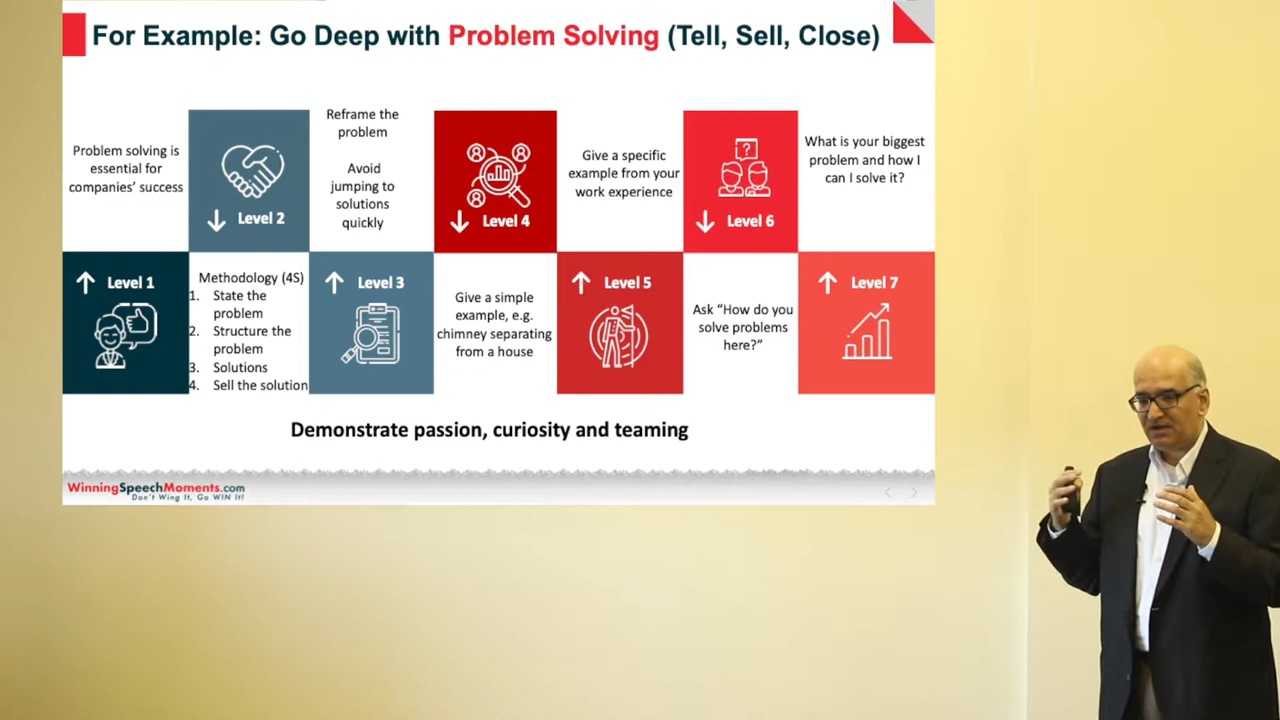 For Example: Go Deep with Problem Solving (Tell, Sell, Close)
Problem solving is
essential for
companies' success
Level 1
Level 2
Methodology (4S)
1. State the
problem
2. Structure the
problem
3. Solutions
4. Sell the solution
Reframe the
problem
Avoid
jumping to
solutions
quickly
Level 3
Level 4
Give a simple
example, e.g.
chimney separating
from a house
Give a specific
example from your
work experience
Level 5
?
Level 6
Ask "How do you
solve problems
here?"
What is your biggest
problem and how I
can I solve it?
Level 7
Demonstrate passion, curiosity and teaming
WinningSpeechMoments.com
Don't Wing It, Go WIN It!